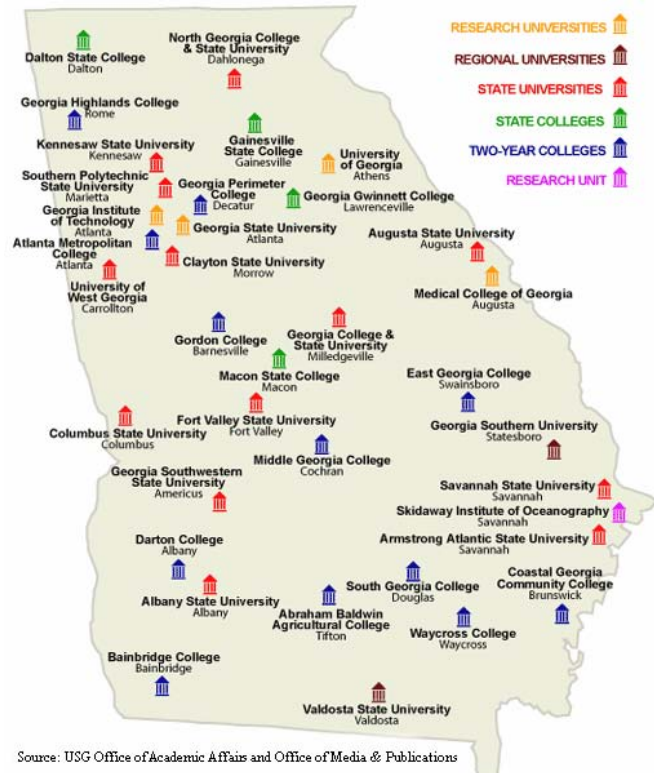 RESEARCH UNIVERSITIES
REGIONAL UNIVERSITIES
STATE UNIVERSITIES
STATE COLLEGES
TWO-YEAR COLLEGES
RESEARCH UNIT
Dalton State College
Dalton
North Georgia College
& State University
Dahlonega
Georgia Highlands College
Rome
Gainesville
State College
Gainesville
Kennesaw State University
Kennesaw
University
of Georgia
Athens
Southern Polytechnic
State University
Marietta
Georgia Perimeter
College
Decatur
Georgia Gwinnett College
Lawrenceville
Georgia Institute
of Technology
Atlanta
Georgia State University
Atlanta
Atlanta Metropolitan
College
Atlanta
Clayton State University
Morrow
Augusta State University
Augusta
University of
West Georgia
Carrollton
Medical College of Georgia
Augusta
Gordon College
Barnesville
Georgia College &
State University
Milledgeville
Macon State College
Macon
East Georgia College
Swainsboro
Columbus State University
Columbus
Fort Valley State University
Fort Valley
Georgia Southern University
Statesboro
Middle Georgia College
Cochran
Georgia Southwestern
State University
Americus
Savannah State University
Savannah
Skidaway Institute of Oceanography
Savannah
Armstrong Atlantic State University
Savannah
Darton College
Albany
Albany State University
Albany
South Georgia College
Douglas
Coastal Georgia
Community College
Brunswick
Abraham Baldwin
Agricultural College
Tifton
Waycross College
Waycross
Bainbridge College
Bainbridge
Valdosta State University
Valdosta
Source: USG Office of Academic Affairs and Office of Media & Publications